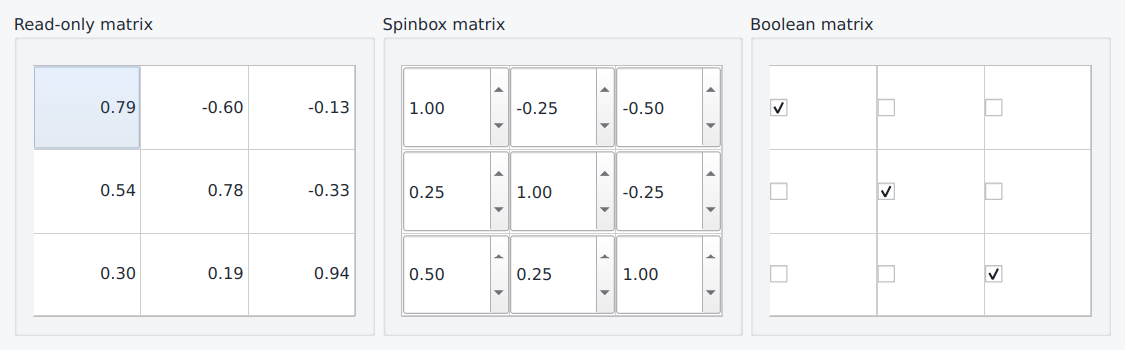 Read-only matrix
0.79 -0.60 -0.13
0.54 0.78 -0.33
0.30 0.19 0.94
Spinbox matrix
1.00 -0.25 -0.50
0.25 1.00 -0.25
0.50 0.25 1.00
Boolean matrix